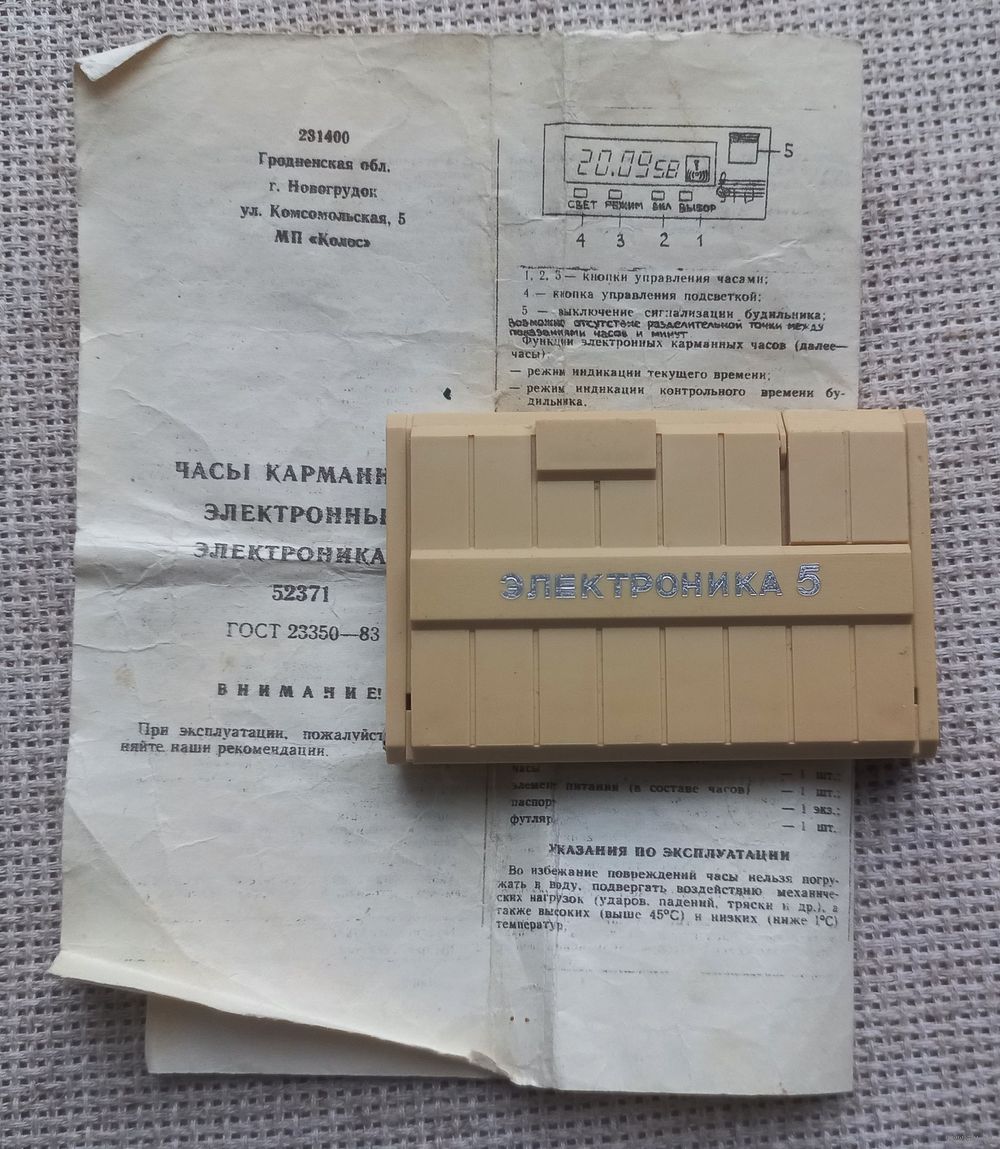 231400
Гродненская обл.
г. Новогрудок
ул. Комсомольская, 5
МП «Колос»
ЧАСЫ КАРМАНН
ЭЛЕКТРОННЫ
ЭЛЕКТРОНИКА
52371
ГОСТ 23350—83
ВНИМАНИЕ!
При эксплуатации, пожалуйст
няйте наши рекомендации.
20.09 58
5
СВЕТ РЕЖИМ ВКЛ ВЫБОР
4 3 2 1
1, 2, 3 — кнопки управления часами;
4 — кнопка управления подсветкой;
5 — выключение сигнализации будильника;
ВОЗМОЖНО ОТСУТСТВИЕ РАЗДЕЛИТЕЛЬНОЙ ТОЧКИ МЕЖДУ
ПОКАЗАНИЯМИ ЧАСОВ И МИНУТ
Функции электронных карманных часов (далее—
часы):
— режим индикации текущего времени;
— режим индикации контрольного времени бу-
дильника.
ЭЛЕКТРОНИКА 5
часы — 1 шт.;
элемент питания (в составе часов) — 1 шт.;
паспорт — 1 экз.;
футляр — 1 шт.
УКАЗАНИЯ ПО ЭКСПЛУАТАЦИИ
Во избежание повреждений часы нельзя погру-
жать в воду, подвергать воздействию механиче-
ских нагрузок (ударов, падений, тряски и др.), а
также высоких (выше 45°С) и низких (ниже 1°С)
температур.